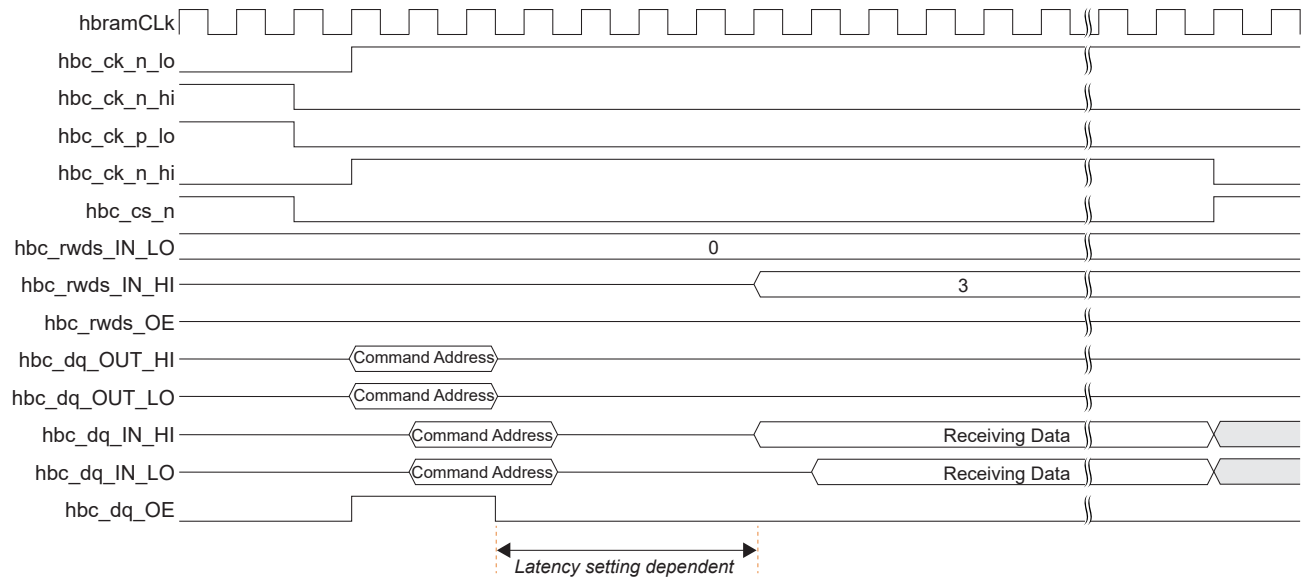 hbramCLk
hbc_ck_n_lo
hbc_ck_n_hi
hbc_ck_p_lo
hbc_ck_n_hi
hbc_cs_n
hbc_rwds_IN_LO 0
hbc_rwds_IN_HI 3
hbc_rwds_OE
hbc_dq_OUT_HI Command Address
hbc_dq_OUT_LO Command Address
hbc_dq_IN_HI Command Address Receiving Data
hbc_dq_IN_LO Command Address Receiving Data
hbc_dq_OE
Latency setting dependent